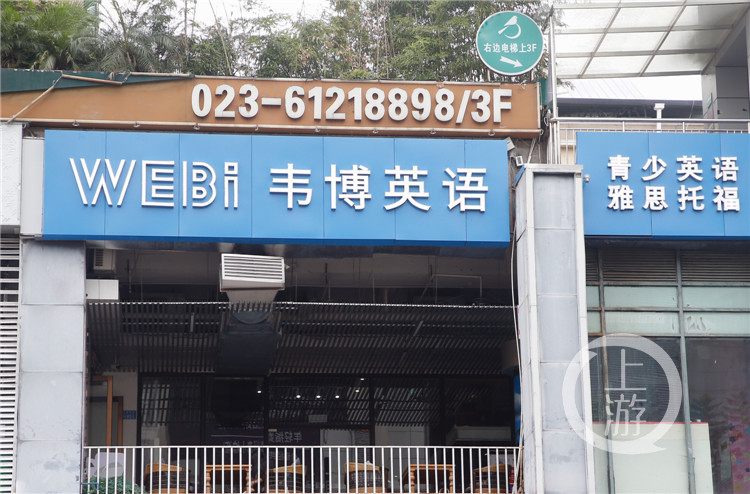 右边电梯上3F
023-61218898/3F
WEBi 韦博英语
青少英语
雅思托福
上游